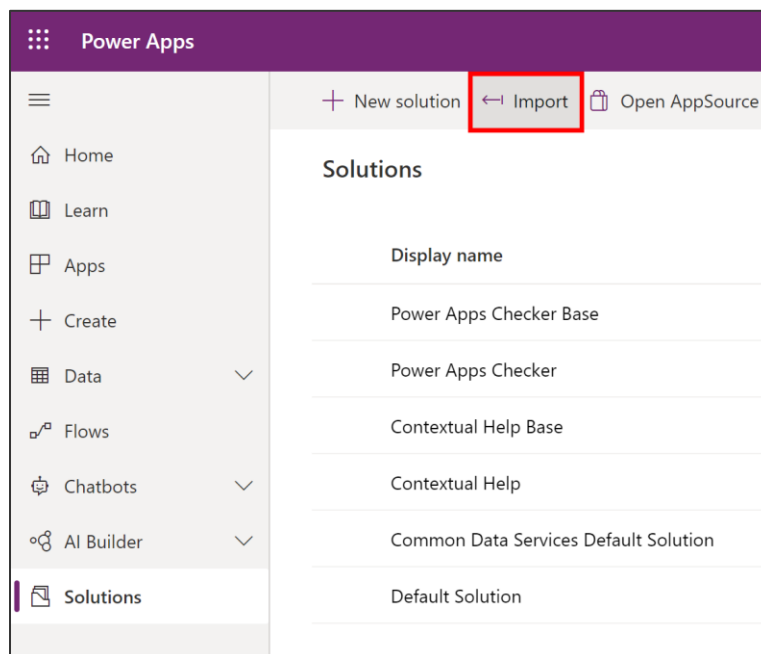 Power Apps
New solution Import Open AppSource
Home
Learn
Apps
Create
Data
Flows
Chatbots
AI Builder
Solutions
Solutions
Display name
Power Apps Checker Base
Power Apps Checker
Contextual Help Base
Contextual Help
Common Data Services Default Solution
Default Solution